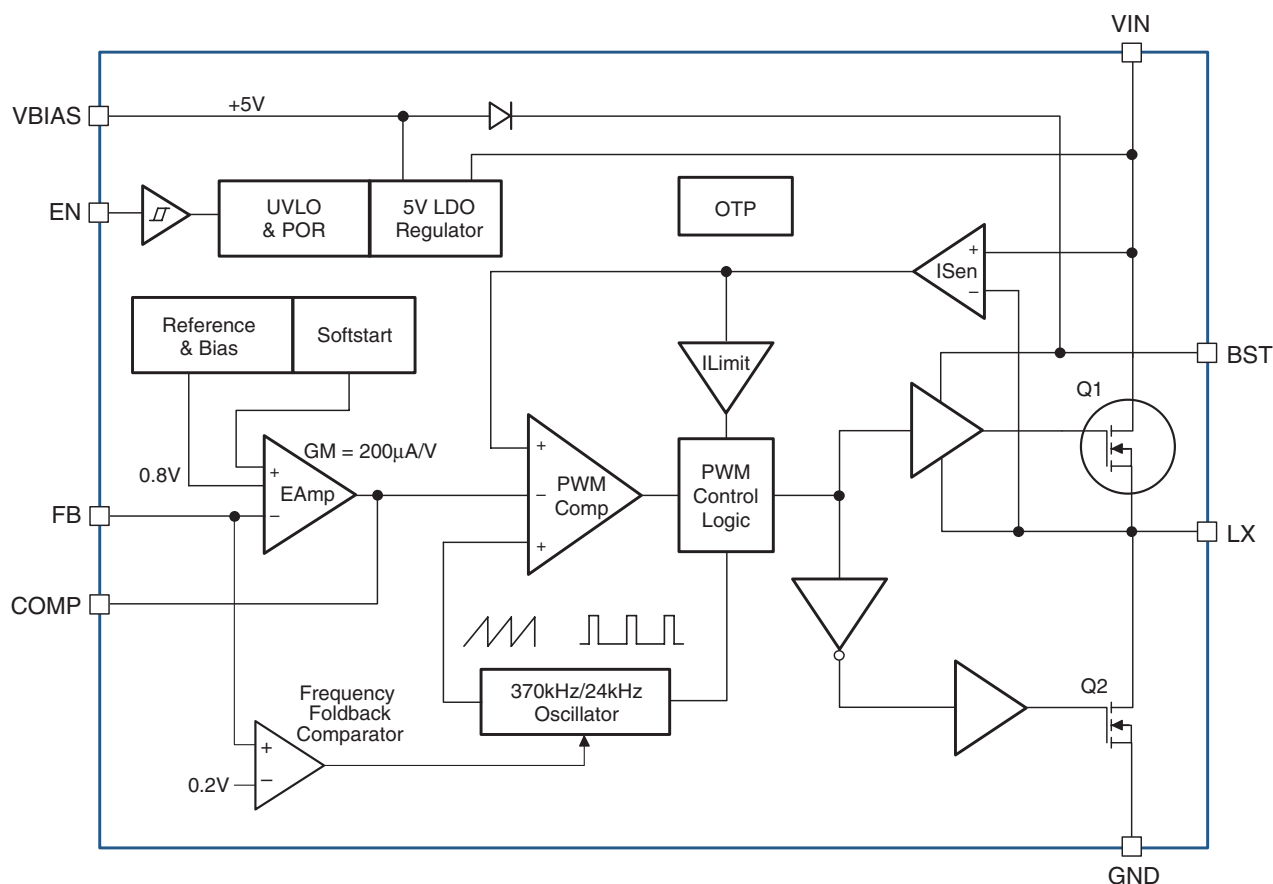 VIN
VBIAS
+5V
EN
UVLO
& POR
5V LDO
Regulator
OTP
+
ISen
−
Reference
& Bias
Softstart
ILimit
BST
Q1
GM = 200µA/V
0.8V
+
EAmp
−
+
−
PWM
Comp
+
PWM
Control
Logic
FB
LX
COMP
370kHz/24kHz
Oscillator
Frequency
Foldback
Comparator
Q2
+
0.2V
−
GND